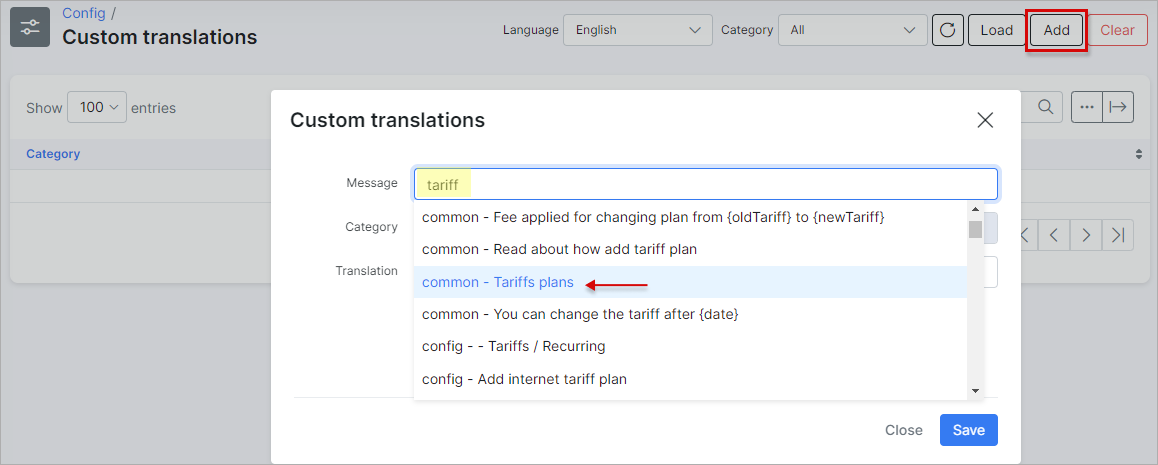 Config /
Custom translations
Language English Category All Load Add Clear
Show 100 entries
Category
Custom translations
Message tariff
Category
Translation
common - Fee applied for changing plan from {oldTariff} to {newTariff}
common - Read about how add tariff plan
common - Tariffs plans
common - You can change the tariff after {date}
config - - Tariffs / Recurring
config - Add internet tariff plan
Close Save